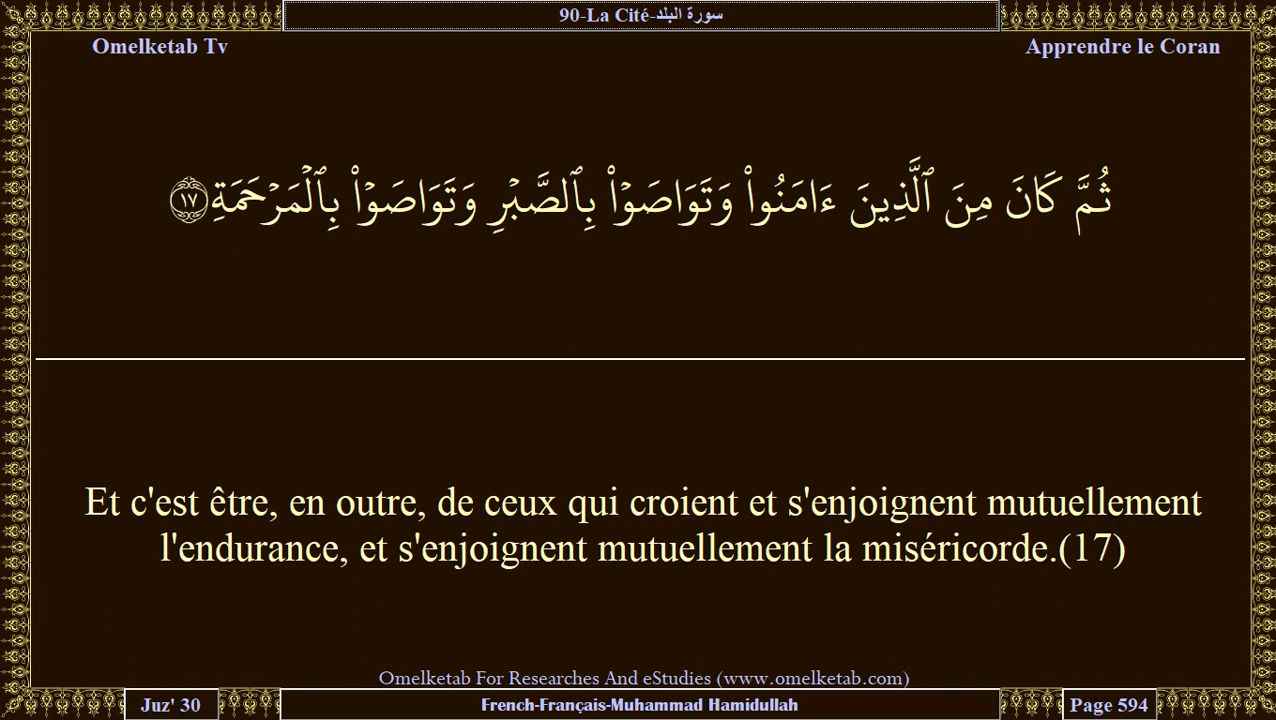 90-La Cité-سورة البلد
Omelketab Tv
Apprendre le Coran
ثُمَّ كَانَ مِنَ ٱلَّذِينَ ءَامَنُوا۟ وَتَوَاصَوْا۟ بِٱلصَّبْرِ وَتَوَاصَوْا۟ بِٱلْمَرْحَمَةِ ١٧
Et c'est être, en outre, de ceux qui croient et s'enjoignent mutuellement
l'endurance, et s'enjoignent mutuellement la miséricorde.(17)
Omelketab For Researches And eStudies (www.omelketab.com)
Juz' 30
French-Français-Muhammad Hamidullah
Page 594